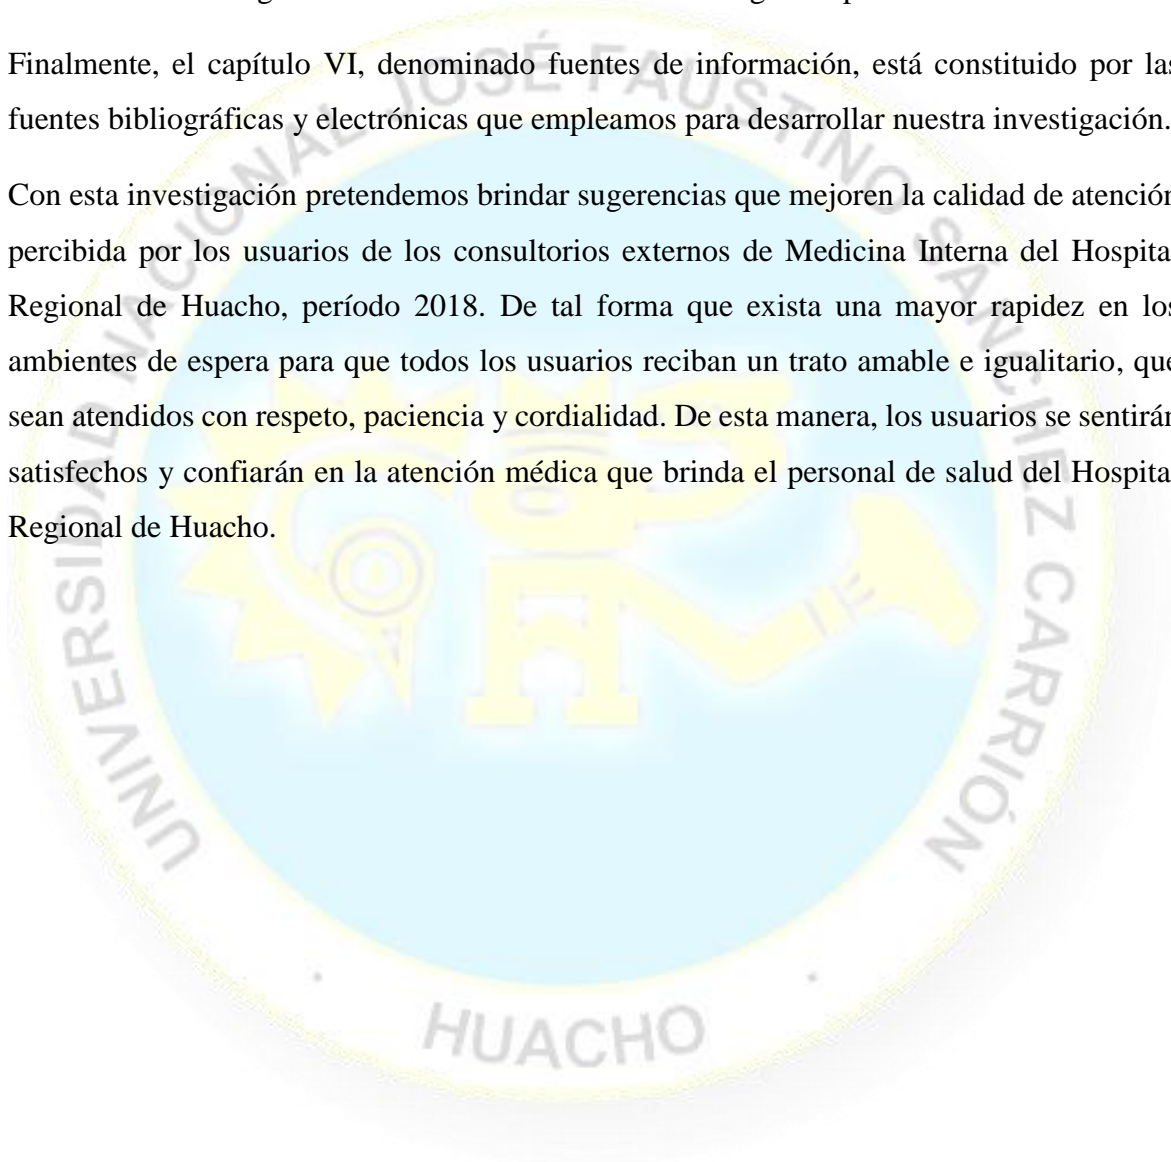 Finalmente, el capítulo VI, denominado fuentes de información, está constituido por las
fuentes bibliográficas y electrónicas que empleamos para desarrollar nuestra investigación.
Con esta investigación pretendemos brindar sugerencias que mejoren la calidad de atención
percibida por los usuarios de los consultorios externos de Medicina Interna del Hospital
Regional de Huacho, período 2018. De tal forma que exista una mayor rapidez en los
ambientes de espera para que todos los usuarios reciban un trato amable e igualitario, que
sean atendidos con respeto, paciencia y cordialidad. De esta manera, los usuarios se sentirán
satisfechos y confiarán en la atención médica que brinda el personal de salud del Hospital
Regional de Huacho.
UNIVERSIDAD NACIONAL JOSÉ FAUSTINO SÁNCHEZ CARRIÓN
HUACHO